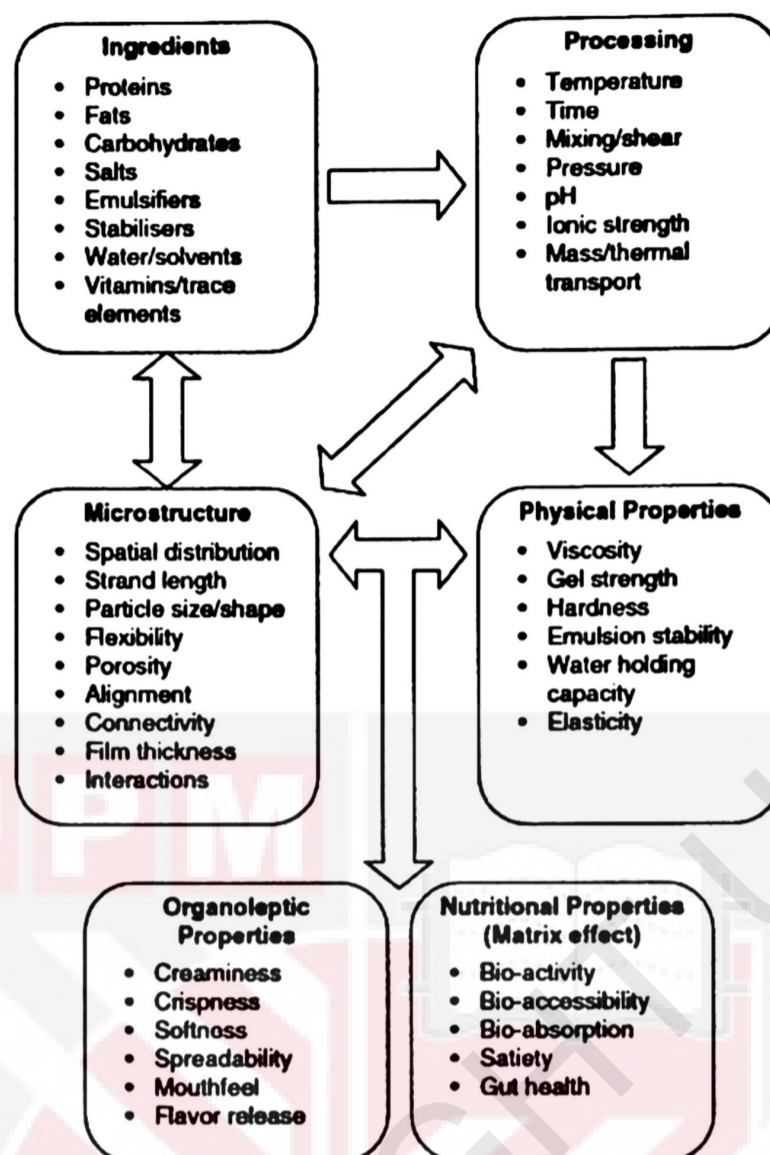 Ingredients
• Proteins
• Fats
• Carbohydrates
• Salts
• Emulsifiers
• Stabilisers
• Water/solvents
• Vitamins/trace
elements
Processing
• Temperature
• Time
• Mixing/shear
• Pressure
• pH
• Ionic strength
• Mass/thermal
transport
Microstructure
• Spatial distribution
• Strand length
• Particle size/shape
• Flexibility
• Porosity
• Alignment
• Connectivity
• Film thickness
• Interactions
Physical Properties
• Viscosity
• Gel strength
• Hardness
• Emulsion stability
• Water holding
capacity
• Elasticity
Organoleptic
Properties
• Creaminess
• Crispness
• Softness
• Spreadability
• Mouthfeel
• Flavor release
Nutritional Properties
(Matrix effect)
• Bio-activity
• Bio-accessibility
• Bio-absorption
• Satiety
• Gut health
PM
GHT U